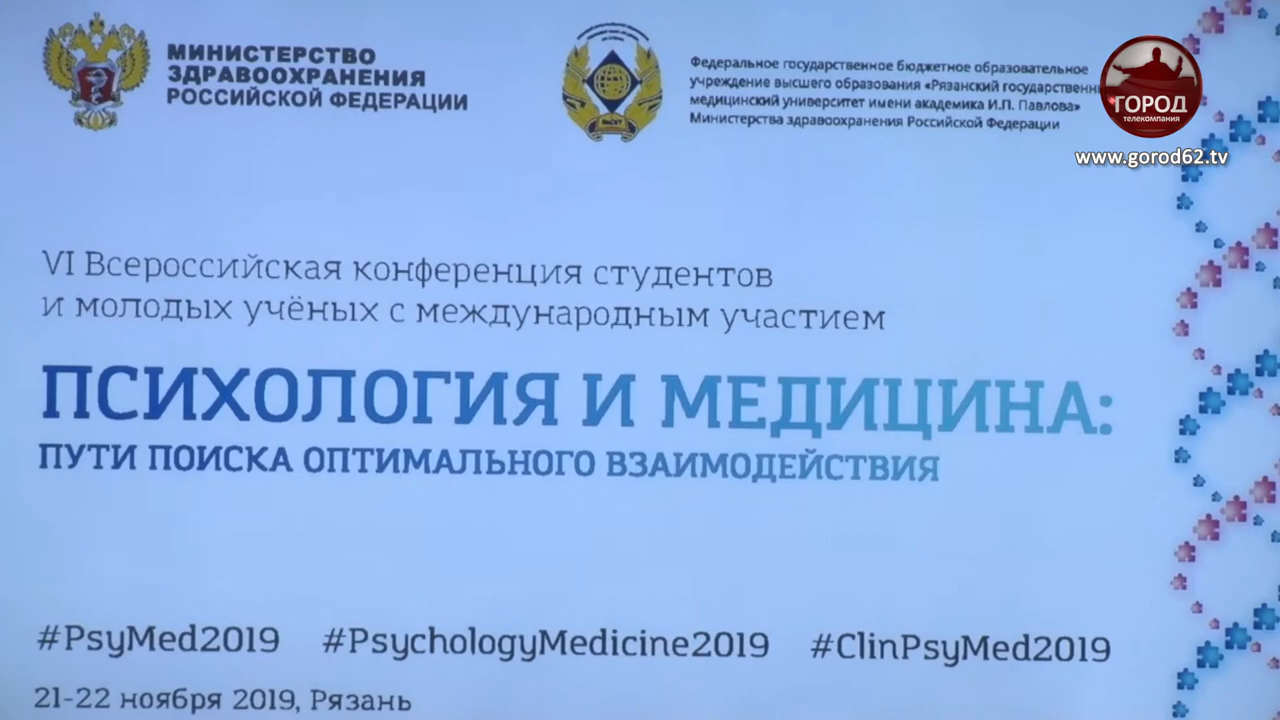 МИНИСТЕРСТВО
ЗДРАВООХРАНЕНИЯ
РОССИЙСКОЙ ФЕДЕРАЦИИ
Федеральное государственное бюджетное образовательное
учреждение высшего образования «Рязанский государственн
медицинский университет имени академика И.П. Павлова»
Министерства здравоохранения Российской Федерации
ГОРОД
телекомпания
www.gorod62.tv
VI Всероссийская конференция студентов
и молодых учёных с международным участием
ПСИХОЛОГИЯ И МЕДИЦИНА:
ПУТИ ПОИСКА ОПТИМАЛЬНОГО ВЗАИМОДЕЙСТВИЯ
#PsyMed2019 #PsychologyMedicine2019 #ClinPsyMed2019
21-22 ноября 2019, Рязань